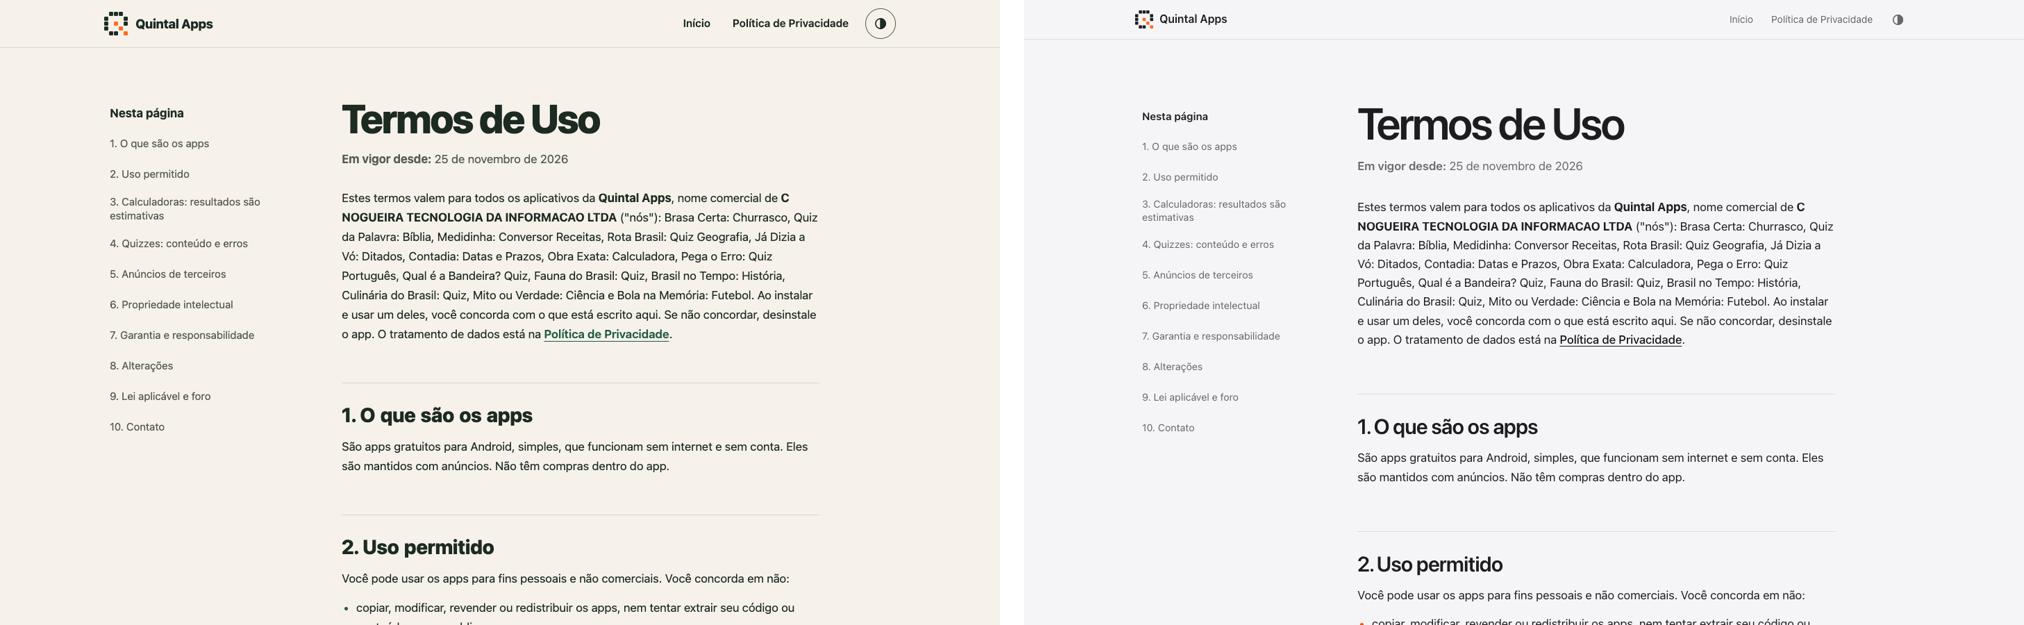 Quintal Apps
Início
Política de Privacidade
Nesta página
1. O que são os apps
2. Uso permitido
3. Calculadoras: resultados são
estimativas
4. Quizzes: conteúdo e erros
5. Anúncios de terceiros
6. Propriedade intelectual
7. Garantia e responsabilidade
8. Alterações
9. Lei aplicável e foro
10. Contato
Termos de Uso
Em vigor desde: 25 de novembro de 2026
Estes termos valem para todos os aplicativos da Quintal Apps, nome comercial de C
NOGUEIRA TECNOLOGIA DA INFORMACAO LTDA ("nós"): Brasa Certa: Churrasco, Quiz
da Palavra: Bíblia, Medidinha: Conversor Receitas, Rota Brasil: Quiz Geografia, Já Dizia a
Vó: Ditados, Contadia: Datas e Prazos, Obra Exata: Calculadora, Pega o Erro: Quiz
Português, Qual é a Bandeira? Quiz, Fauna do Brasil: Quiz, Brasil no Tempo: História,
Culinária do Brasil: Quiz, Mito ou Verdade: Ciência e Bola na Memória: Futebol. Ao instalar
e usar um deles, você concorda com o que está escrito aqui. Se não concordar, desinstale
o app. O tratamento de dados está na Política de Privacidade.
1. O que são os apps
São apps gratuitos para Android, simples, que funcionam sem internet e sem conta. Eles
são mantidos com anúncios. Não têm compras dentro do app.
2. Uso permitido
Você pode usar os apps para fins pessoais e não comerciais. Você concorda em não:
• copiar, modificar, revender ou redistribuir os apps, nem tentar extrair seu código ou
Quintal Apps
Início
Política de Privacidade
Nesta página
1. O que são os apps
2. Uso permitido
3. Calculadoras: resultados são
estimativas
4. Quizzes: conteúdo e erros
5. Anúncios de terceiros
6. Propriedade intelectual
7. Garantia e responsabilidade
8. Alterações
9. Lei aplicável e foro
10. Contato
Termos de Uso
Em vigor desde: 25 de novembro de 2026
Estes termos valem para todos os aplicativos da Quintal Apps, nome comercial de C
NOGUEIRA TECNOLOGIA DA INFORMACAO LTDA ("nós"): Brasa Certa: Churrasco, Quiz
da Palavra: Bíblia, Medidinha: Conversor Receitas, Rota Brasil: Quiz Geografia, Já Dizia a
Vó: Ditados, Contadia: Datas e Prazos, Obra Exata: Calculadora, Pega o Erro: Quiz
Português, Qual é a Bandeira? Quiz, Fauna do Brasil: Quiz, Brasil no Tempo: História,
Culinária do Brasil: Quiz, Mito ou Verdade: Ciência e Bola na Memória: Futebol. Ao instalar
e usar um deles, você concorda com o que está escrito aqui. Se não concordar, desinstale
o app. O tratamento de dados está na Política de Privacidade.
1. O que são os apps
São apps gratuitos para Android, simples, que funcionam sem internet e sem conta. Eles
são mantidos com anúncios. Não têm compras dentro do app.
2. Uso permitido
Você pode usar os apps para fins pessoais e não comerciais. Você concorda em não:
• copiar, modificar, revender ou redistribuir os apps, nem tentar extrair seu código ou